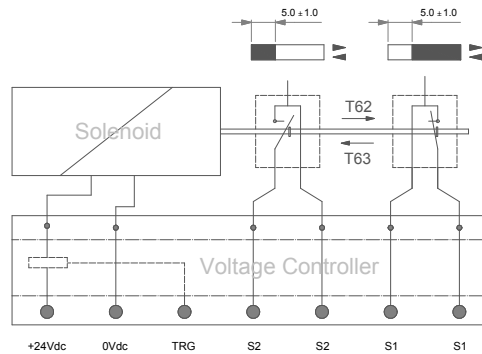 5.0 ±1.0 5.0 ±1.0
T62
Solenoid
T63
Voltage Controller
+24Vdc 0Vdc TRG S2 S2 S1 S1